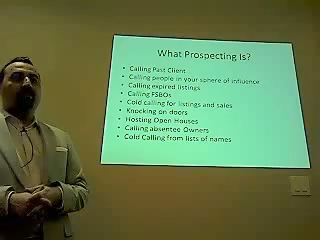 What Prospecting Is?
• Calling Past Client
• Calling people in your sphere of influence
• Calling expired listings
• Calling FSBOs
• Cold calling for listings and sales
• Knocking on doors
• Hosting Open Houses
• Calling absentee Owners
• Cold Calling from lists of names